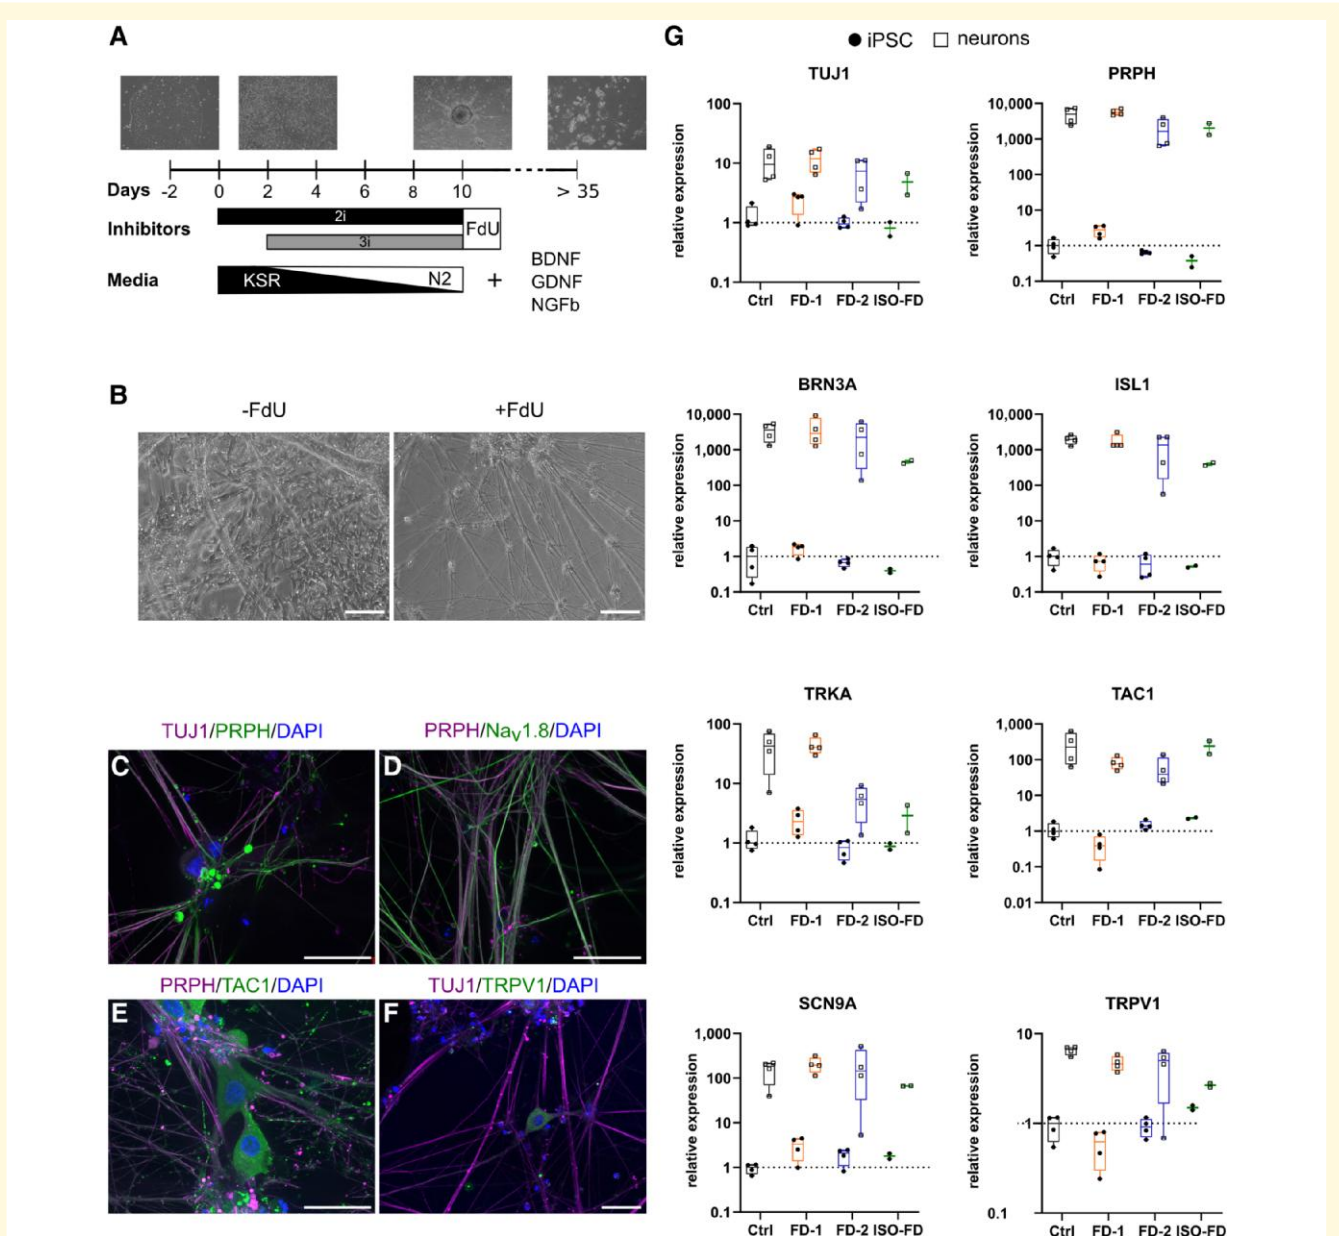 A
Days -2 0 2 4 6 8 10 > 35
Inhibitors 2i FdU
3i
Media KSR N2 + BDNF
GDNF
NGFb
B
-FdU +FdU
TUJ1/PRPH/DAPI PRPH/Nav1.8/DAPI
C D
PRPH/TAC1/DAPI TUJ1/TRPV1/DAPI
E F
G
iPSC neurons
TUJ1
relative expression
100
10
1
0.1
Ctrl FD-1 FD-2 ISO-FD
PRPH
relative expression
10,000
1,000
100
10
1
0.1
Ctrl FD-1 FD-2 ISO-FD
BRN3A
relative expression
10,000
1,000
100
10
1
0.1
Ctrl FD-1 FD-2 ISO-FD
ISL1
relative expression
10,000
1,000
100
10
1
0.1
Ctrl FD-1 FD-2 ISO-FD
TRKA
relative expression
100
10
1
0.1
Ctrl FD-1 FD-2 ISO-FD
TAC1
relative expression
1,000
100
10
1
0.1
0.01
Ctrl FD-1 FD-2 ISO-FD
SCN9A
relative expression
1,000
100
10
1
0.1
Ctrl FD-1 FD-2 ISO-FD
TRPV1
relative expression
10
1
0.1
Ctrl FD-1 FD-2 ISO-FD